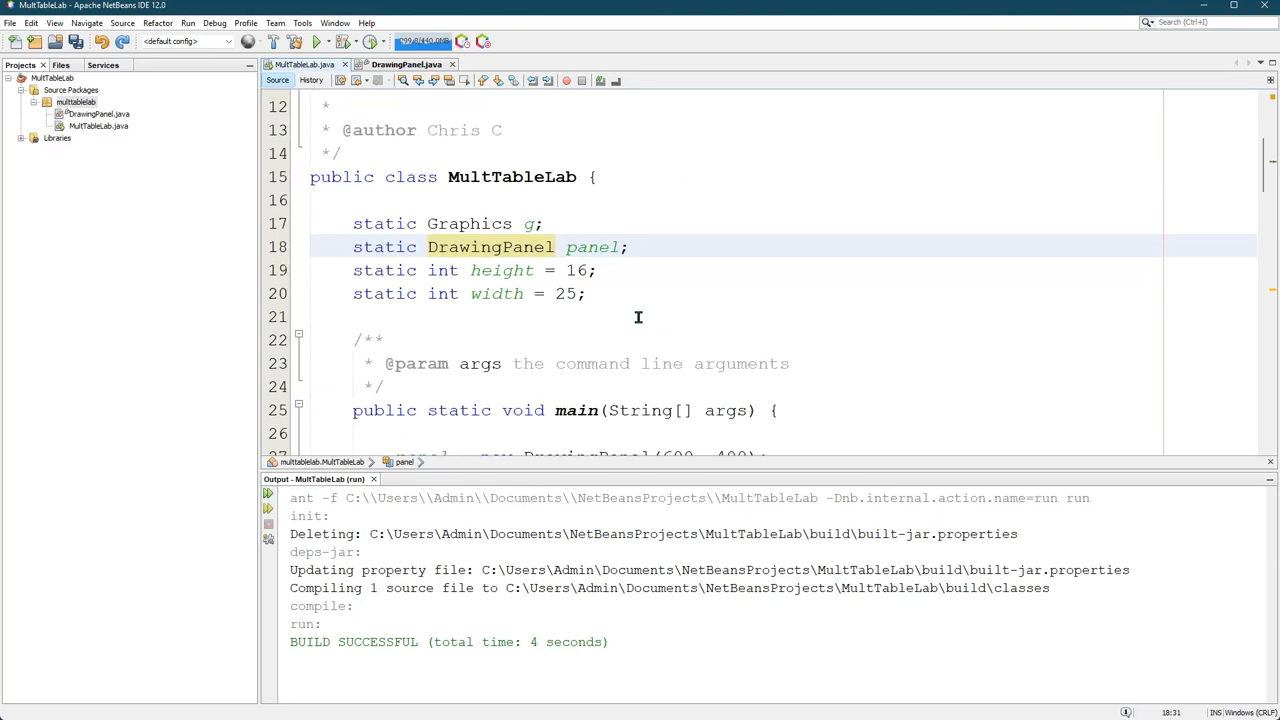 MultTableLab - Apache NetBeans IDE 12.0
File Edit View Navigate Source Refactor Run Debug Profile Team Tools Window Help
Search (Ctrl+I)
<default config>
Projects Files Services
MultTableLab.java DrawingPanel.java
Source History
MultTableLab
Source Packages
multtablelab
DrawingPanel.java
MultTableLab.java
Libraries
12 *
13 * @author Chris C
14 */
15 public class MultTableLab {
16
17 static Graphics g;
18 static DrawingPanel panel;
19 static int height = 16;
20 static int width = 25;
21
22 /**
23 * @param args the command line arguments
24 */
25 public static void main(String[] args) {
26
27 panel = new DrawingPanel(600, 400);
multtablelab.MultTableLab panel
Output - MultTableLab (run)
ant -f C:\\Users\\Admin\\Documents\\NetBeansProjects\\MultTableLab -Dnb.internal.action.name=run run
init:
Deleting: C:\Users\Admin\Documents\NetBeansProjects\MultTableLab\build\built-jar.properties
deps-jar:
Updating property file: C:\Users\Admin\Documents\NetBeansProjects\MultTableLab\build\built-jar.properties
Compiling 1 source file to C:\Users\Admin\Documents\NetBeansProjects\MultTableLab\build\classes
compile:
run:
BUILD SUCCESSFUL (total time: 4 seconds)
18:31 INS Windows (CRLF)